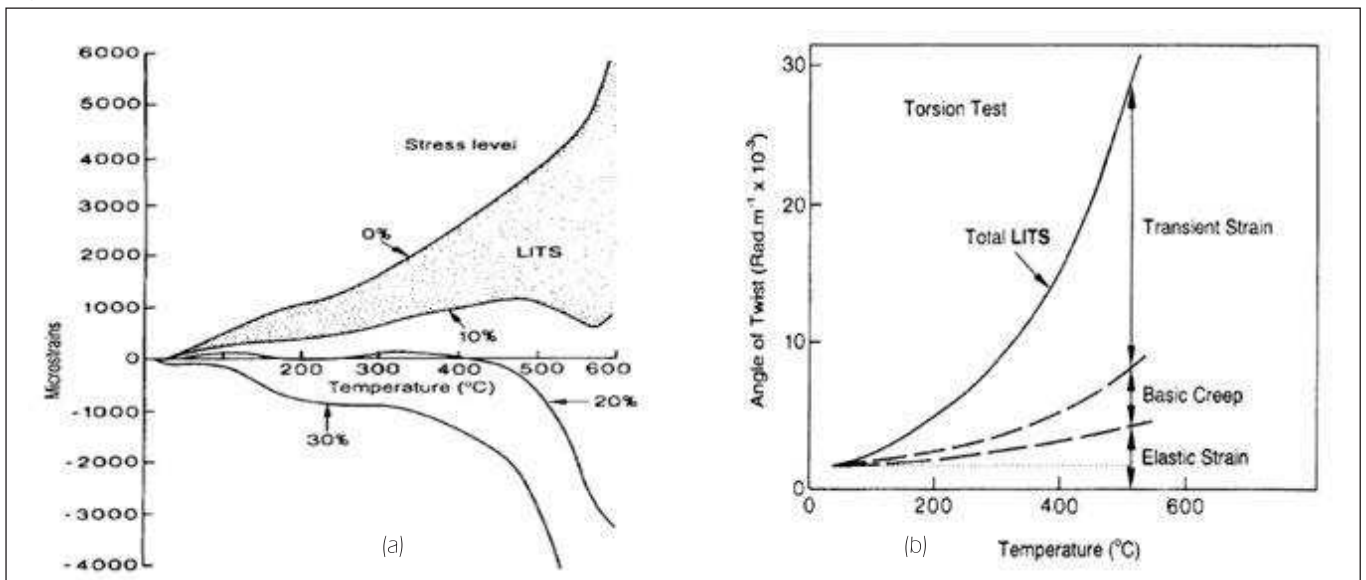 6000
5000
4000
3000
2000
1000
0
-1000
-2000
-3000
-4000
Microstrains
Stress level
0%
LITS
10%
200
300
400
500
600
Temperature (°C)
20%
30%
(a)
30
20
10
0
Angle of Twist (Rad.m⁻¹ x 10⁻³)
Torsion Test
Total LITS
Transient Strain
Basic Creep
Elastic Strain
0
200
400
600
(b)
Temperature (°C)